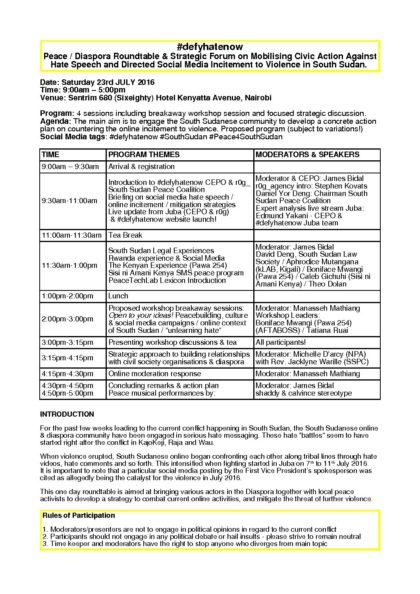 #defyhatenow
Peace / Diaspora Roundtable & Strategic Forum on Mobilising Civic Action Against
Hate Speech and Directed Social Media Incitement to Violence in South Sudan.
Date: Saturday 23rd JULY 2016
Time: 9:00am – 5:00pm
Venue: Sentrim 680 (Sixeighty) Hotel Kenyatta Avenue, Nairobi
Program: 4 sessions including breakaway workshop session and focused strategic discussion.
Agenda: The main aim is to engage the South Sudanese community to develop a concrete action
plan on countering the online incitement to violence. Proposed program (subject to variations!)
Social Media tags: #defyhatenow #SouthSudan #Peace4SouthSudan
TIME PROGRAM THEMES MODERATORS & SPEAKERS
9:00am – 9:30am Arrival & registration
9:30am-11:00am
Introduction to #defyhatenow CEPO & r0g_
South Sudan Peace Coalition
Briefing on social media hate speech /
online incitement / mitigation strategies
Live update from Juba (CEPO & r0g)
& #defyhatenow website launch!
Moderator & CEPO: James Bidal
r0g_agency intro: Stephen Kovats
Daniel Yor Deng: Chairman South
Sudan Peace Coalition
Expert analysis live stream Juba:
Edmund Yakani - CEPO &
#defyhatenow Juba team
11:00am-11:30am Tea Break
11:30am-1:00pm
South Sudan Legal Experiences
Rwanda experience & Social Media
The Kenyan Experience (Pawa 254)
Sisi ni Amani Kenya SMS peace program
PeaceTechLab Lexicon Introduction
Moderator: James Bidal
David Deng, South Sudan Law
Society / Aphrodice Mutangana
(kLAB, Kigali) / Boniface Mwangi
(Pawa 254) / Caleb Gichuhi (Sisi ni
Amani Kenya) / Theo Dolan
1:00pm-2:00pm Lunch
2:00pm-3:00pm
Proposed workshop breakaway sessions:
Open to your ideas! Peacebuilding, culture
& social media campaigns / online context
of South Sudan / "unlearning hate"
Moderator: Manasseh Mathiang
Workshop Leaders:
Boniface Mwangi (Pawa 254)
(AFTABOSS) / Tatiana Ruai
3:00pm-3.15pm Presenting workshop discussions & tea All participants!
3:15pm-4:15pm
Strategic approach to building relationships
with civil society organisations & diaspora
Moderator: Michelle D'arcy (NPA)
with Rev. Jacklyne Warille (SSPC)
4:15pm-4:30pm Online moderation response Moderator: Manasseh Mathiang
4:30pm-4:50pm Concluding remarks & action plan Moderator: James Bidal
4:50pm-5:00pm Peace musical performances by: shaddy & calvince stereotype
INTRODUCTION
For the past few weeks leading to the current conflict happening in South Sudan, the South Sudanese online
& diaspora community have been engaged in serious hate messaging. These hate "battles" seem to have
started right after the conflict in KajoKeji, Raja and Wau.
When violence erupted, South Sudanese online began confronting each other along tribal lines through hate
videos, hate comments and so forth. This intensified when fighting started in Juba on 7th to 11th July 2016.
It is important to note that a particular social media posting by the First Vice President's spokesperson was
cited as allegedly being the catalyst for the violence in July 2016.
This one day roundtable is aimed at bringing various actors in the Diaspora together with local peace
activists to develop a strategy to combat current online activities, and mitigate the threat of further violence.
Rules of Participation
1. Moderators/presenters are not to engage in political opinions in regard to the current conflict
2. Participants should not engage in any political debate or hail insults - please strive to remain neutral
3. Time keeper and moderators have the right to stop anyone who diverges from main topic